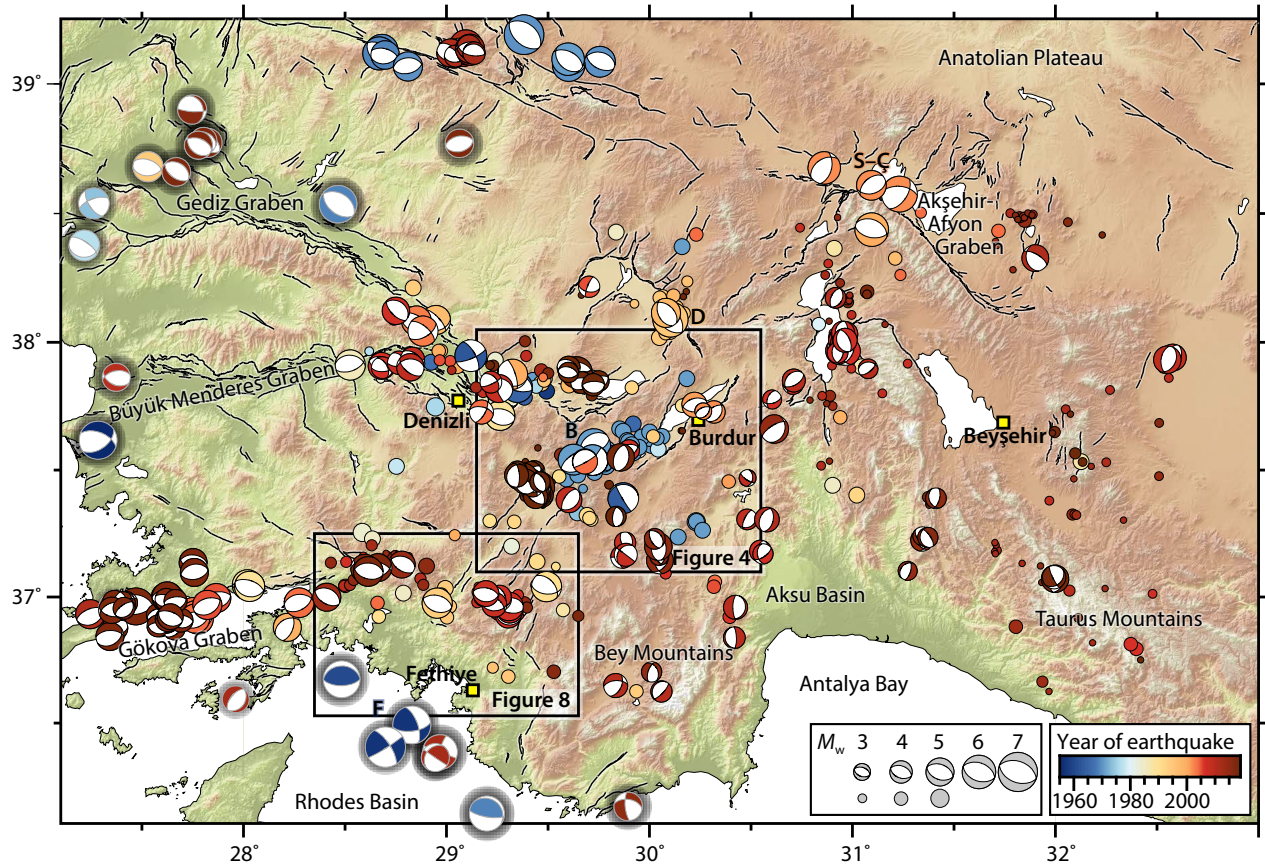 Anatolian Plateau
39°
S–Ç
Gediz Graben
Akşehir-
Afyon
Graben
D
38°
Büyük Menderes Graben
Denizli
B
Burdur
Beyşehir
Figure 4
37°
Aksu Basin
Taurus Mountains
Gökova Graben
Bey Mountains
Fethiye
Figure 8
Antalya Bay
F
Mw 3 4 5 6 7
Year of earthquake
1960 1980 2000
Rhodes Basin
28° 29° 30° 31° 32°